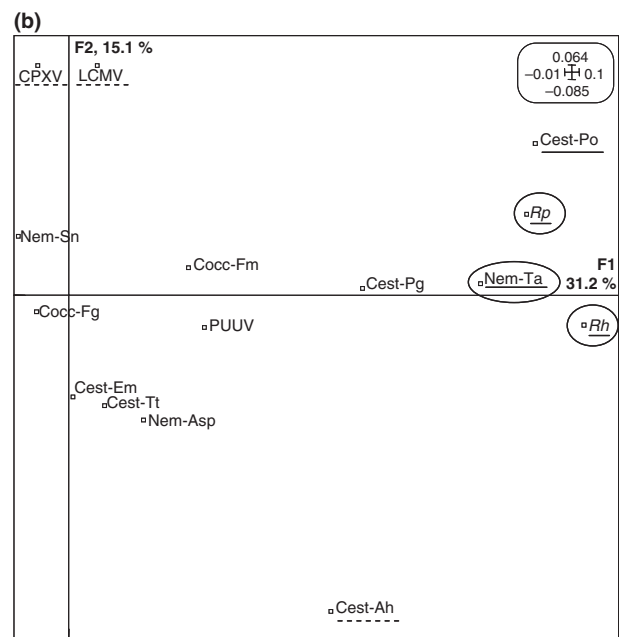 (b)
F2, 15.1 %
0.064
−0.01 0.1
−0.085
CPXV LCMV
Cest-Po
Rp
Nem-Sn
Cocc-Fm
F1
31.2 %
Cest-Pg
Nem-Ta
Cocc-Fg
PUUV
Rh
Cest-Em
Cest-Tt
Nem-Asp
Cest-Ah